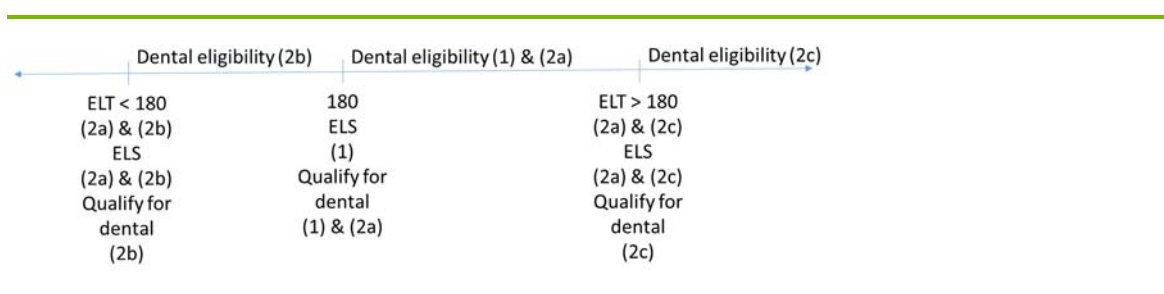 Dental eligibility (2b)
Dental eligibility (1) & (2a)
Dental eligibility (2c)
ELT < 180
(2a) & (2b)
ELS
(2a) & (2b)
Qualify for
dental
(2b)
180
ELS
(1)
Qualify for
dental
(1) & (2a)
ELT > 180
(2a) & (2c)
ELS
(2a) & (2c)
Qualify for
dental
(2c)